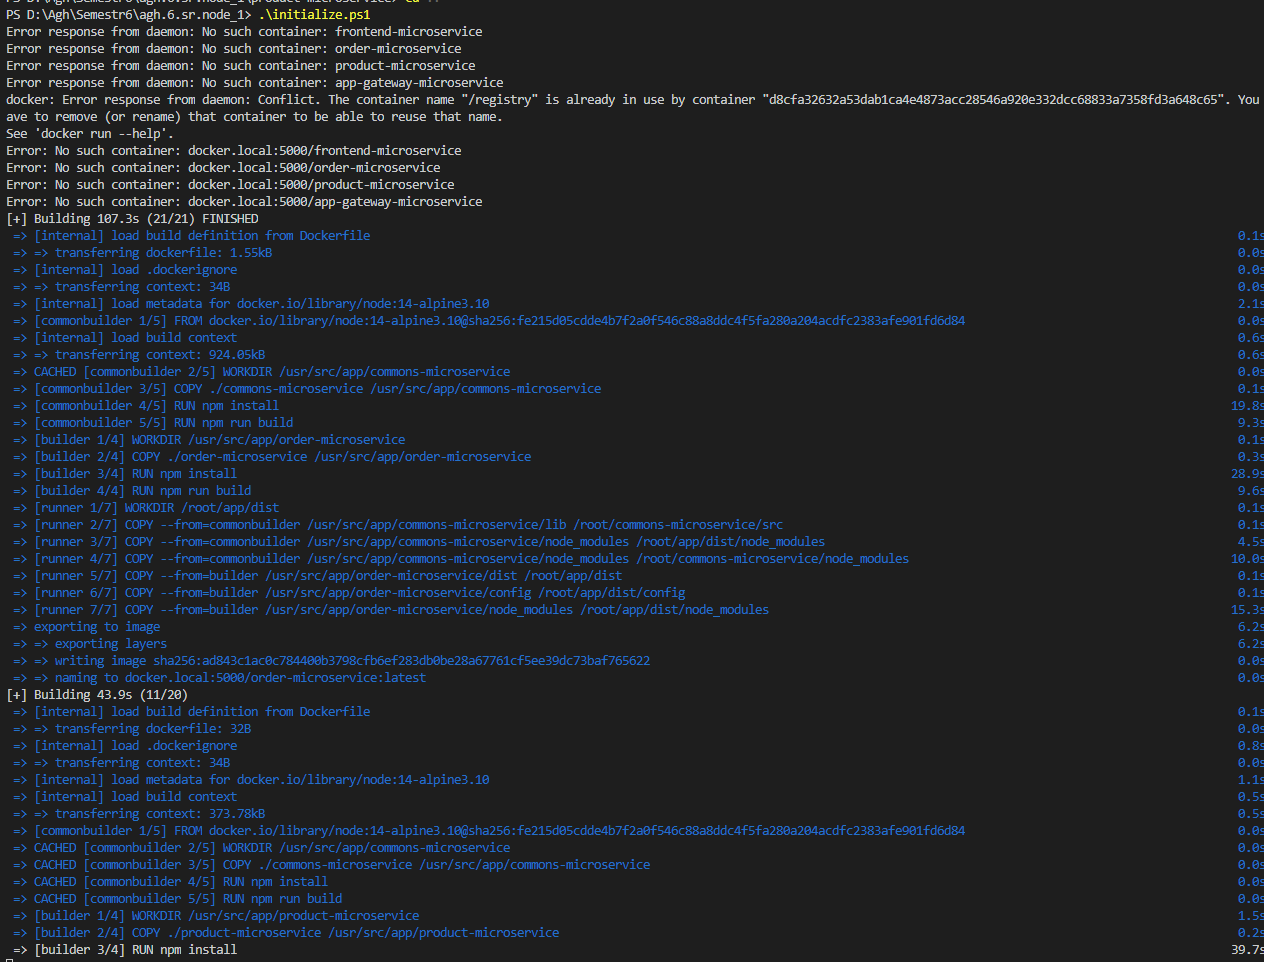 PS D:\Agh\Semestr6\agh.6.sr.node_1\product-microservice> cd ..
PS D:\Agh\Semestr6\agh.6.sr.node_1> .\initialize.ps1
Error response from daemon: No such container: frontend-microservice
Error response from daemon: No such container: order-microservice
Error response from daemon: No such container: product-microservice
Error response from daemon: No such container: app-gateway-microservice
docker: Error response from daemon: Conflict. The container name "/registry" is already in use by container "d8cfa32632a53dab1ca4e4873acc28546a920e332dcc68833a7358fd3a648c65". You
ave to remove (or rename) that container to be able to reuse that name.
See 'docker run --help'.
Error: No such container: docker.local:5000/frontend-microservice
Error: No such container: docker.local:5000/order-microservice
Error: No such container: docker.local:5000/product-microservice
Error: No such container: docker.local:5000/app-gateway-microservice
[+] Building 107.3s (21/21) FINISHED
=> [internal] load build definition from Dockerfile 0.1s
=> => transferring dockerfile: 1.55kB 0.0s
=> [internal] load .dockerignore 0.0s
=> => transferring context: 34B 0.0s
=> [internal] load metadata for docker.io/library/node:14-alpine3.10 2.1s
=> [commonbuilder 1/5] FROM docker.io/library/node:14-alpine3.10@sha256:fe215d05cdde4b7f2a0f546c88a8ddc4f5fa280a204acdfc2383afe901fd6d84 0.0s
=> [internal] load build context 0.6s
=> => transferring context: 924.05kB 0.6s
=> CACHED [commonbuilder 2/5] WORKDIR /usr/src/app/commons-microservice 0.0s
=> [commonbuilder 3/5] COPY ./commons-microservice /usr/src/app/commons-microservice 0.1s
=> [commonbuilder 4/5] RUN npm install 19.8s
=> [commonbuilder 5/5] RUN npm run build 9.3s
=> [builder 1/4] WORKDIR /usr/src/app/order-microservice 0.1s
=> [builder 2/4] COPY ./order-microservice /usr/src/app/order-microservice 0.3s
=> [builder 3/4] RUN npm install 28.9s
=> [builder 4/4] RUN npm run build 9.6s
=> [runner 1/7] WORKDIR /root/app/dist 0.1s
=> [runner 2/7] COPY --from=commonbuilder /usr/src/app/commons-microservice/lib /root/commons-microservice/src 0.1s
=> [runner 3/7] COPY --from=commonbuilder /usr/src/app/commons-microservice/node_modules /root/app/dist/node_modules 4.5s
=> [runner 4/7] COPY --from=commonbuilder /usr/src/app/commons-microservice/node_modules /root/commons-microservice/node_modules 10.0s
=> [runner 5/7] COPY --from=builder /usr/src/app/order-microservice/dist /root/app/dist 0.1s
=> [runner 6/7] COPY --from=builder /usr/src/app/order-microservice/config /root/app/dist/config 0.1s
=> [runner 7/7] COPY --from=builder /usr/src/app/order-microservice/node_modules /root/app/dist/node_modules 15.3s
=> exporting to image 6.2s
=> => exporting layers 6.2s
=> => writing image sha256:ad843c1ac0c784400b3798cfb6ef283db0be28a67761cf5ee39dc73baf765622 0.0s
=> => naming to docker.local:5000/order-microservice:latest 0.0s
[+] Building 43.9s (11/20)
=> [internal] load build definition from Dockerfile 0.1s
=> => transferring dockerfile: 32B 0.0s
=> [internal] load .dockerignore 0.8s
=> => transferring context: 34B 0.0s
=> [internal] load metadata for docker.io/library/node:14-alpine3.10 1.1s
=> [internal] load build context 0.5s
=> => transferring context: 373.78kB 0.5s
=> [commonbuilder 1/5] FROM docker.io/library/node:14-alpine3.10@sha256:fe215d05cdde4b7f2a0f546c88a8ddc4f5fa280a204acdfc2383afe901fd6d84 0.0s
=> CACHED [commonbuilder 2/5] WORKDIR /usr/src/app/commons-microservice 0.0s
=> CACHED [commonbuilder 3/5] COPY ./commons-microservice /usr/src/app/commons-microservice 0.0s
=> CACHED [commonbuilder 4/5] RUN npm install 0.0s
=> CACHED [commonbuilder 5/5] RUN npm run build 0.0s
=> [builder 1/4] WORKDIR /usr/src/app/product-microservice 1.5s
=> [builder 2/4] COPY ./product-microservice /usr/src/app/product-microservice 0.2s
=> [builder 3/4] RUN npm install 39.7s